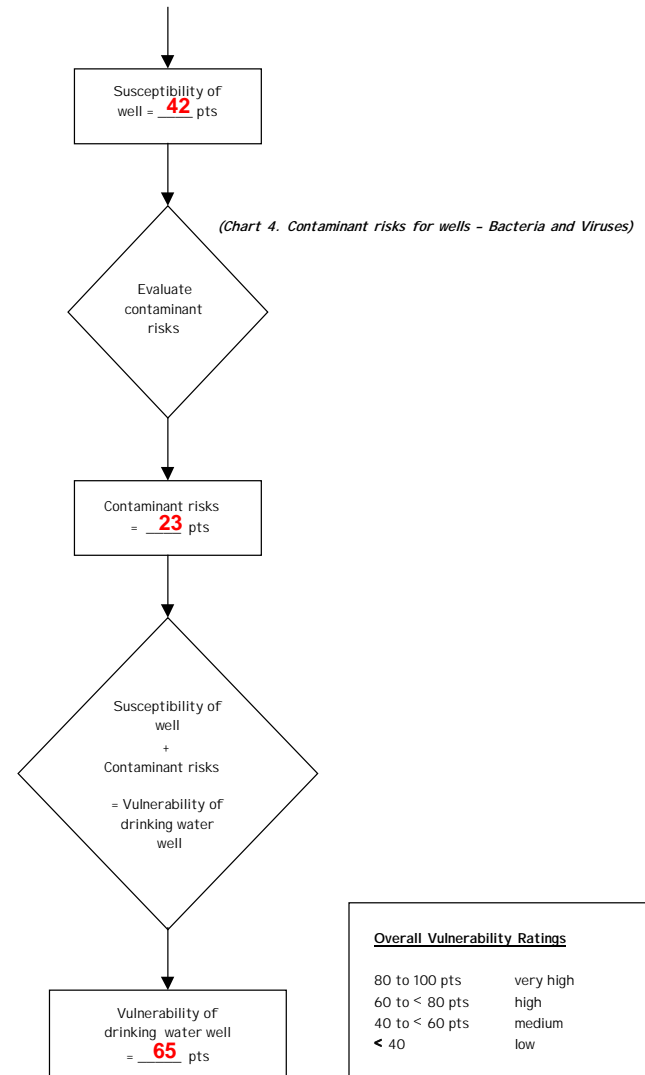 Susceptibility of
well = 42 pts
(Chart 4. Contaminant risks for wells – Bacteria and Viruses)
Evaluate
contaminant
risks
Contaminant risks
= 23 pts
Susceptibility of
well
+
Contaminant risks
= Vulnerability of
drinking water
well
Vulnerability of
drinking water well
= 65 pts
Overall Vulnerability Ratings
80 to 100 pts very high
60 to < 80 pts high
40 to < 60 pts medium
< 40 low